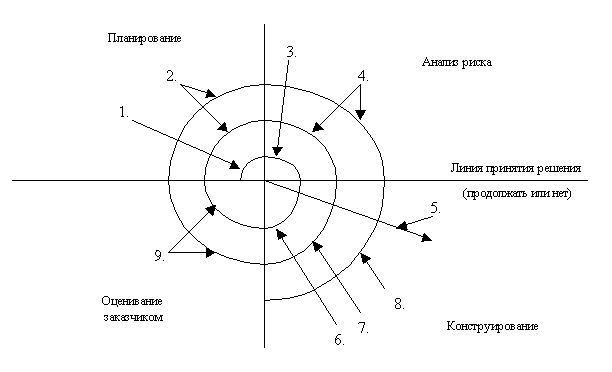 Планирование
3.
Анализ риска
2.
4.
1.
Линия принятия решения
(продолжать или нет)
5.
9.
Оценивание
заказчиком
8.
7.
6.
Конструирование